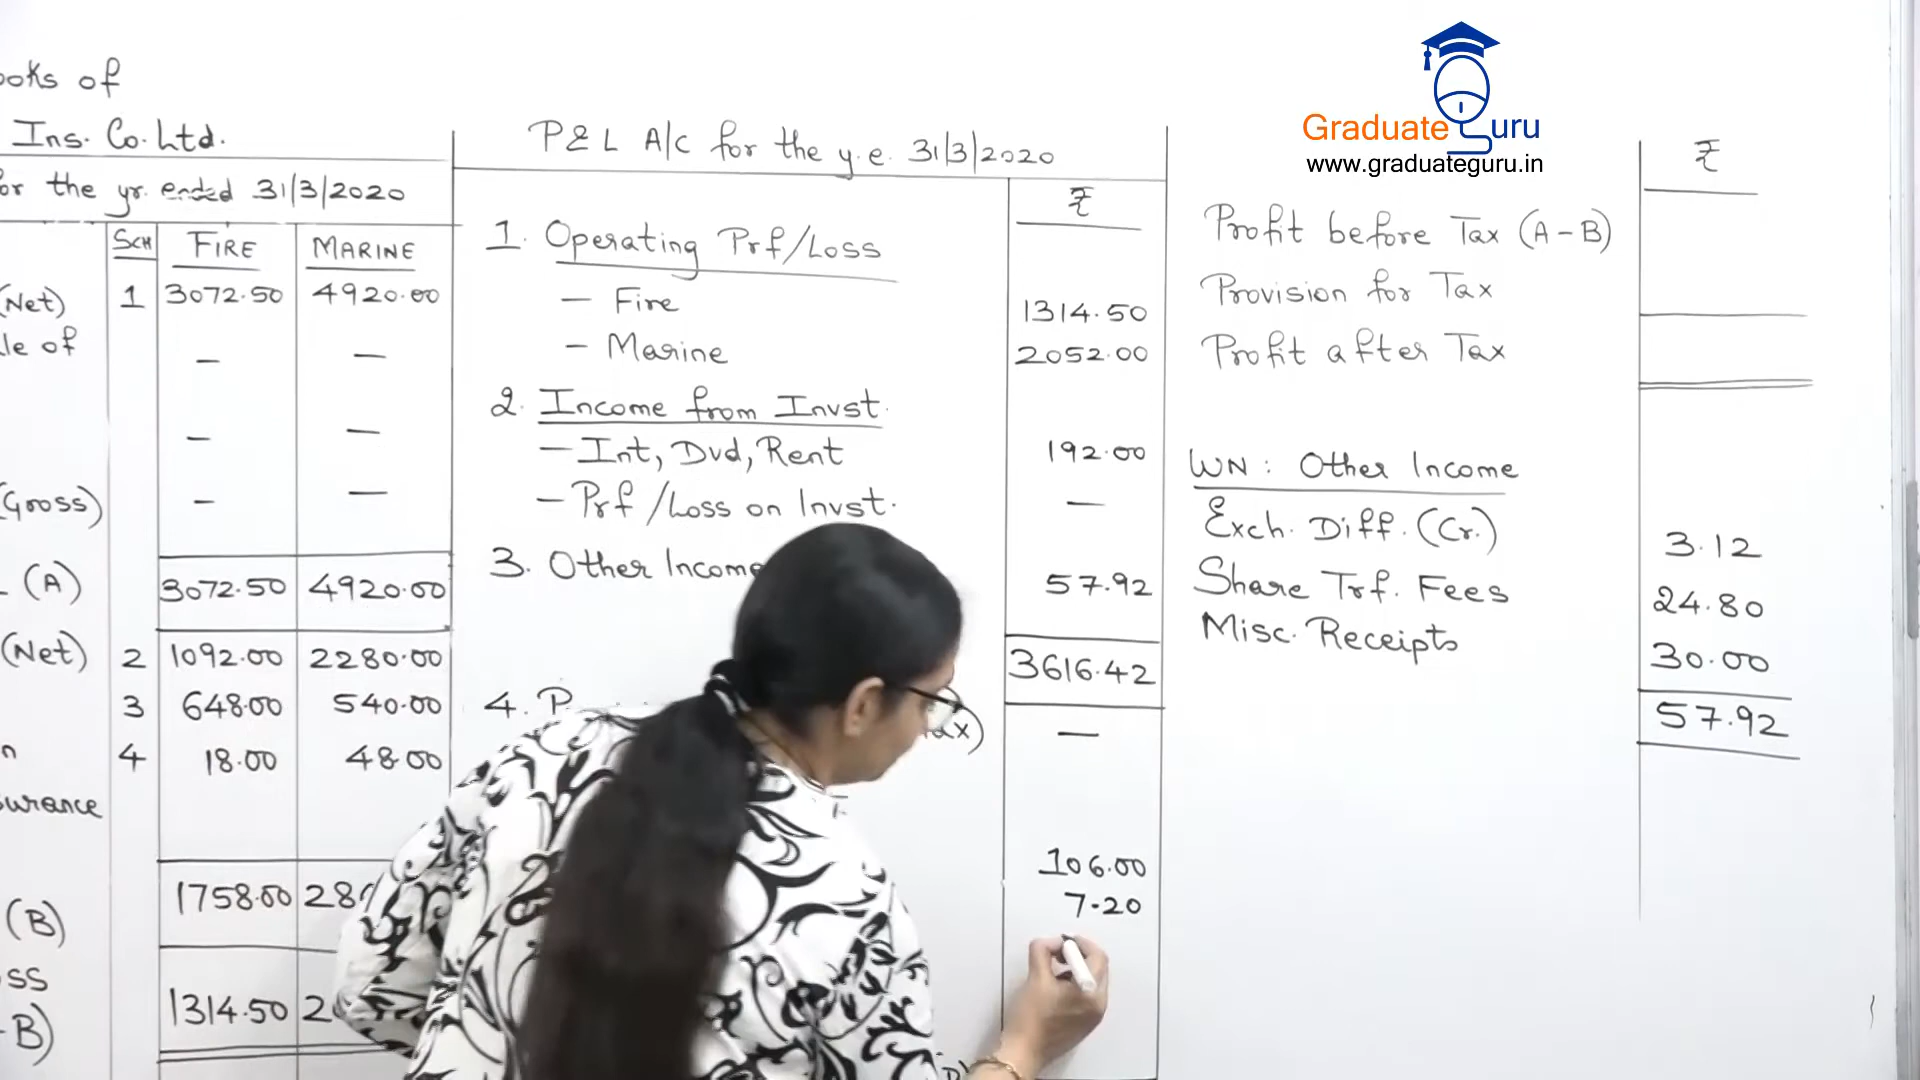 ooks of
Ins. Co. Ltd.
or the yr. ended 31/3/2020
SCH FIRE MARINE
(Net) 1 3072.50 4920.00
le of — —
— —
(Gross) — —
(A) 3072.50 4920.00
(Net) 2 1092.00 2280.00
3 648.00 540.00
n 4 18.00 48.00
surance
(B) 1758.00 28
ss
-B) 1314.50 2
P & L A/C for the y.e. 31/3/2020
₹
1. Operating Prf/Loss
— Fire 1314.50
— Marine 2052.00
2. Income from Invst.
— Int, Dvd, Rent 192.00
— Prf/Loss on Invst. —
3. Other Income 57.92
3616.42
4. P
ax) —
106.00
7.20
D)
Graduate Guru
www.graduateguru.in
₹
Profit before Tax (A-B)
Provision for Tax
Profit after Tax
WN: Other Income
Exch. Diff. (Cr.) 3.12
Share Trf. Fees 24.80
Misc. Receipts 30.00
57.92